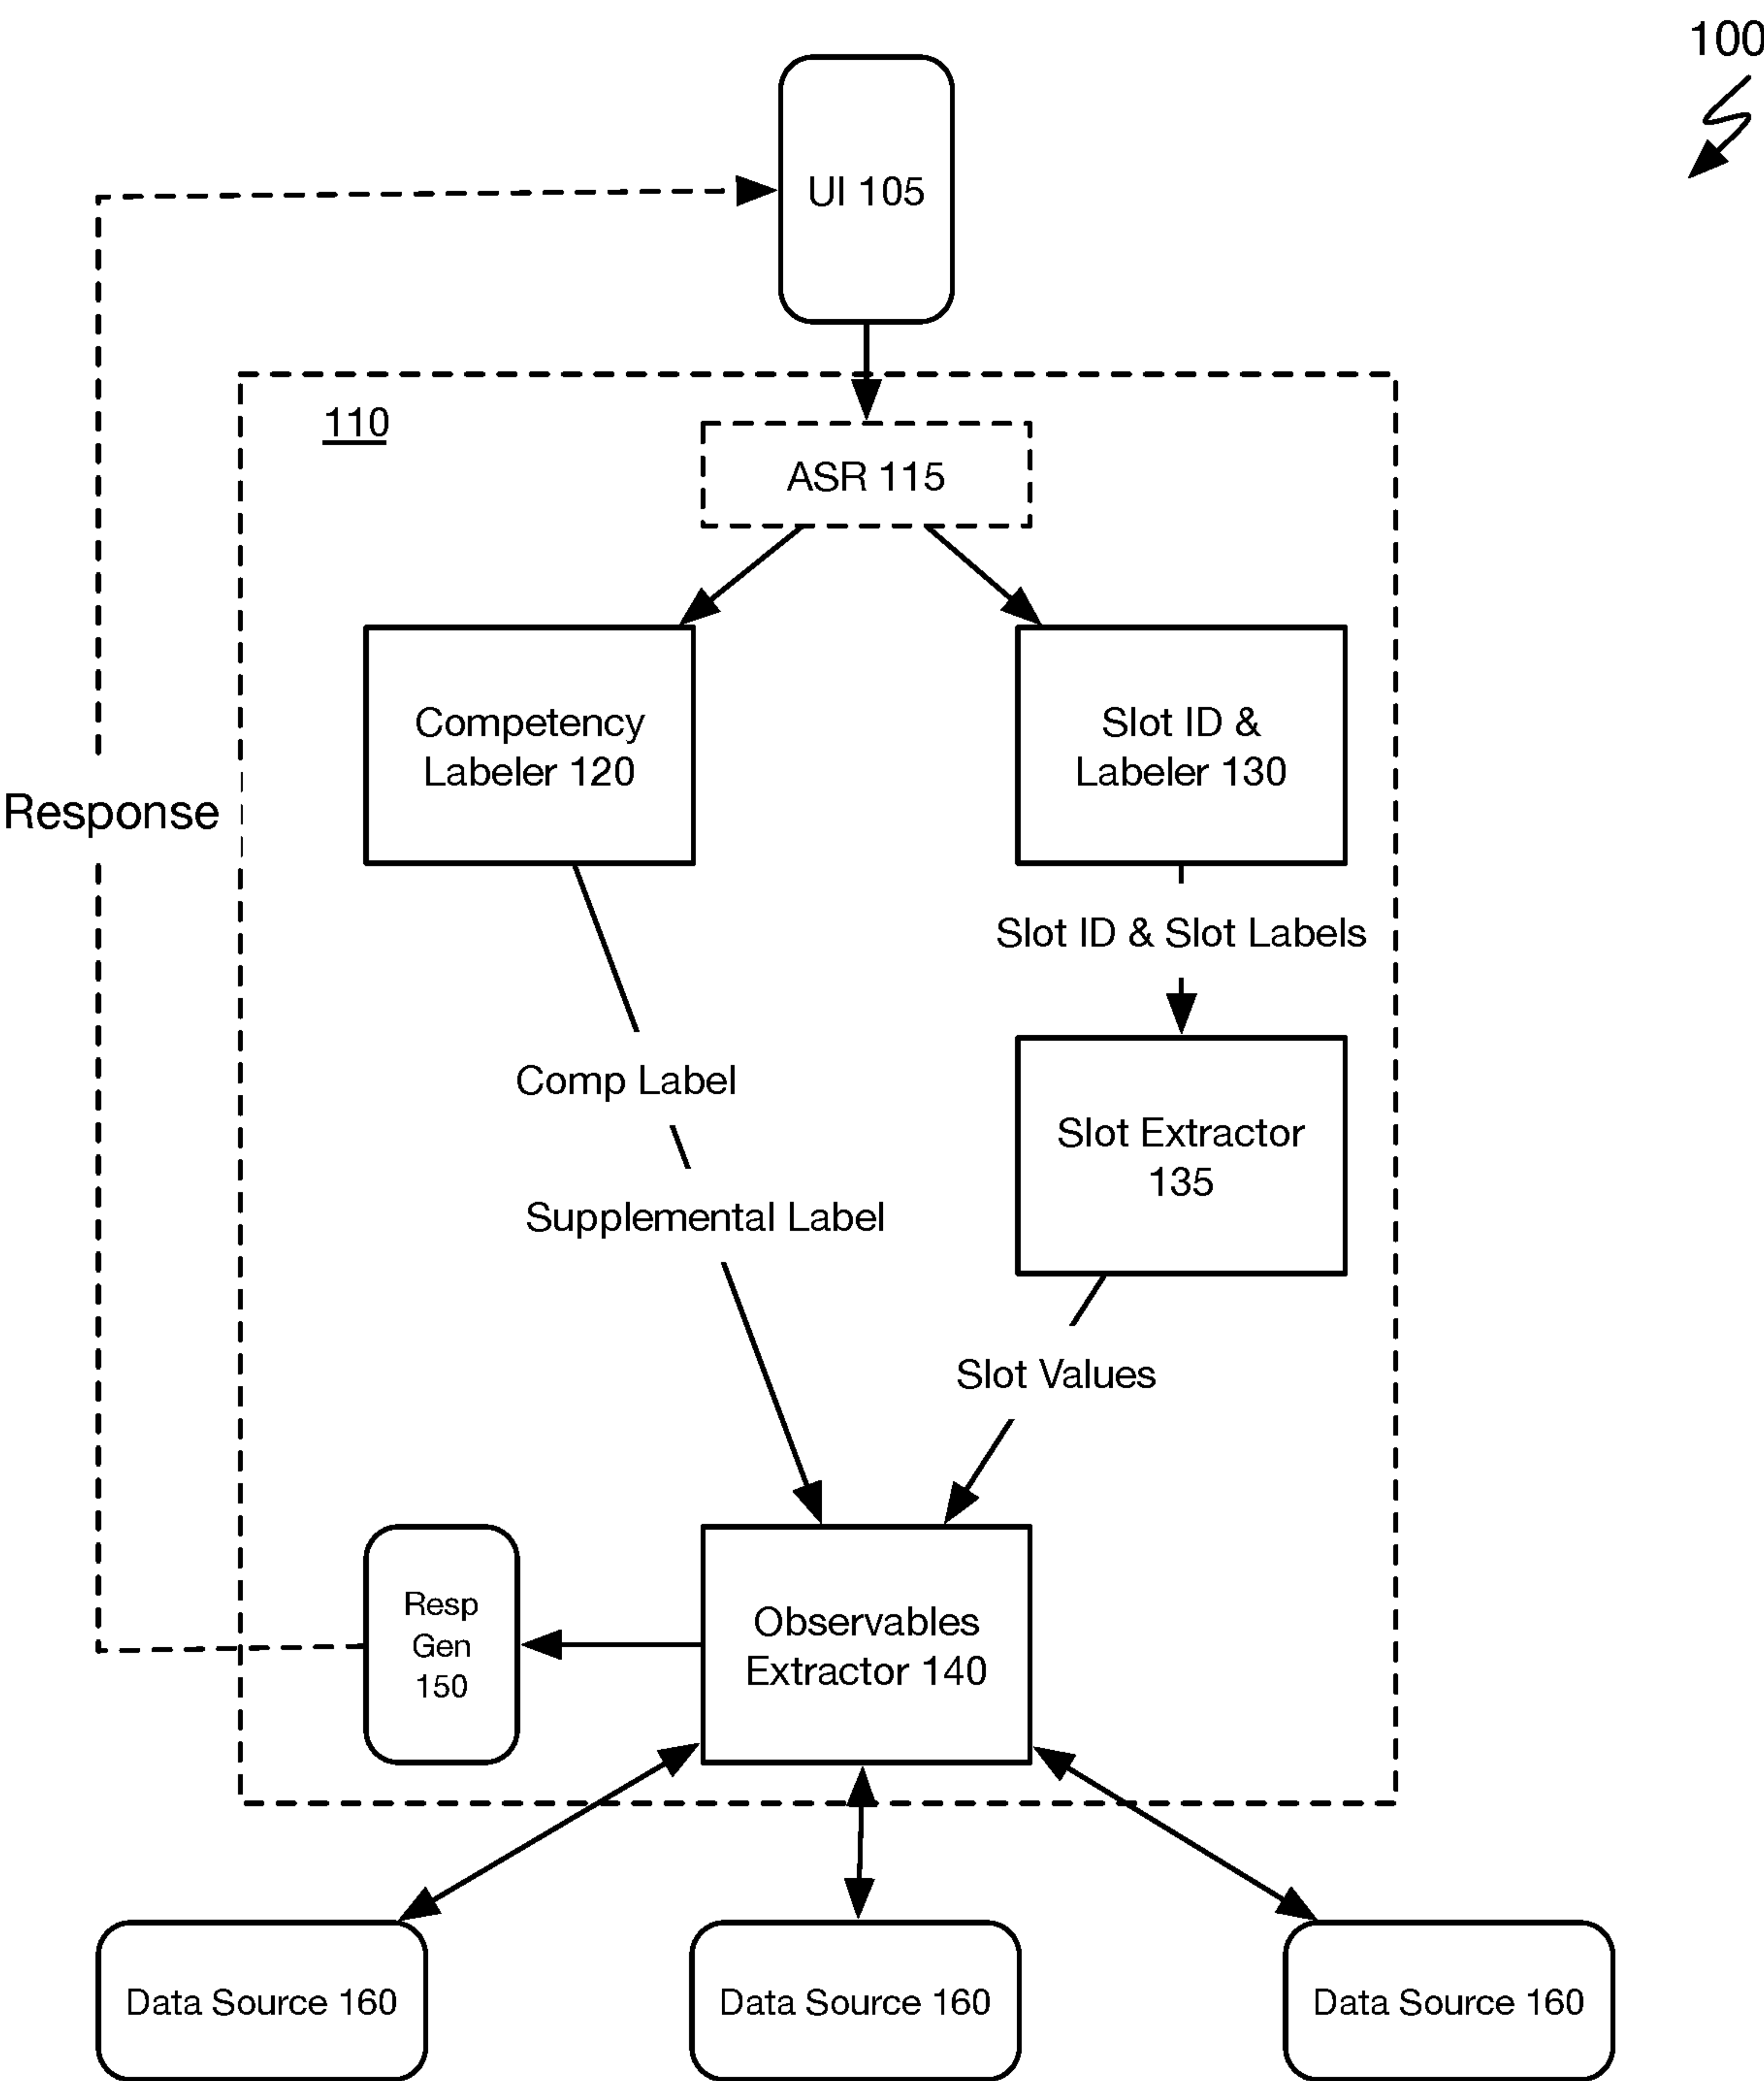 100
UI 105
110
ASR 115
Competency
Labeler 120
Slot ID &
Labeler 130
Response
Slot ID & Slot Labels
Comp Label
Slot Extractor
135
Supplemental Label
Slot Values
Resp
Gen
150
Observables
Extractor 140
Data Source 160
Data Source 160
Data Source 160